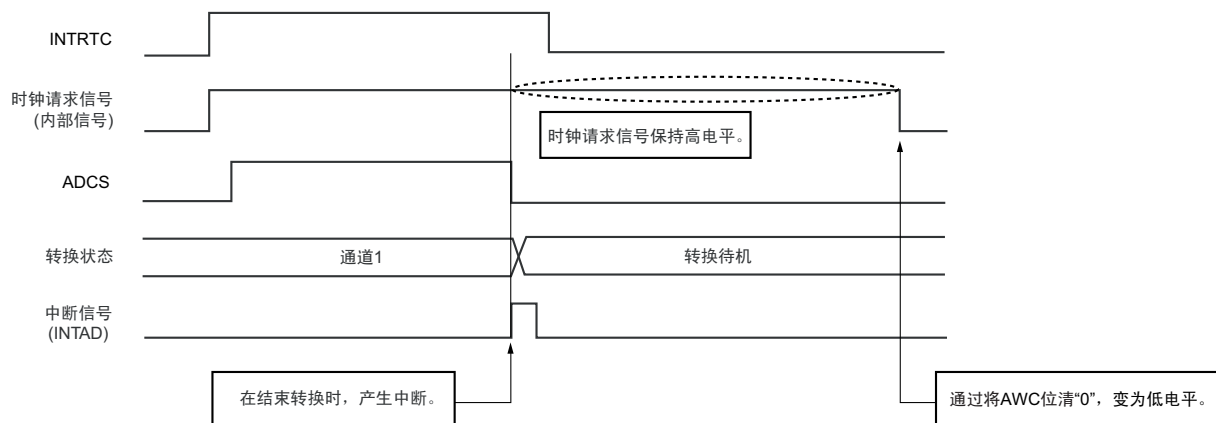 INTRTC
时钟请求信号
(内部信号)
时钟请求信号保持高电平。
ADCS
转换状态
通道1
转换待机
中断信号
(INTAD)
在结束转换时，产生中断。
通过将AWC位清“0”，变为低电平。